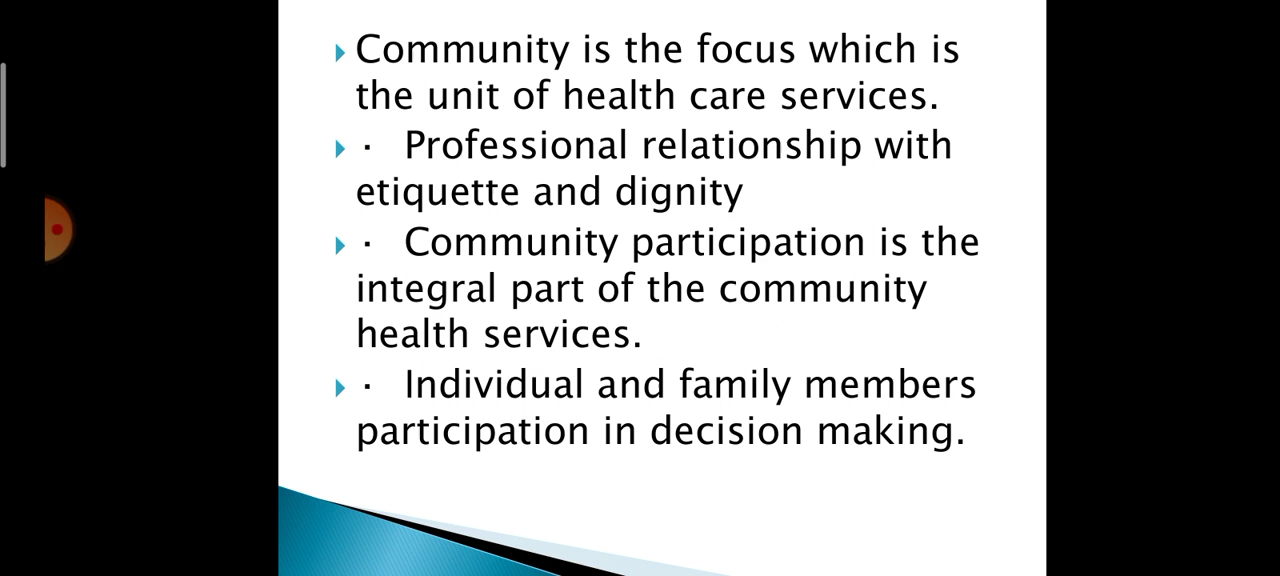 Community is the focus which is
the unit of health care services.
· Professional relationship with
etiquette and dignity
· Community participation is the
integral part of the community
health services.
· Individual and family members
participation in decision making.